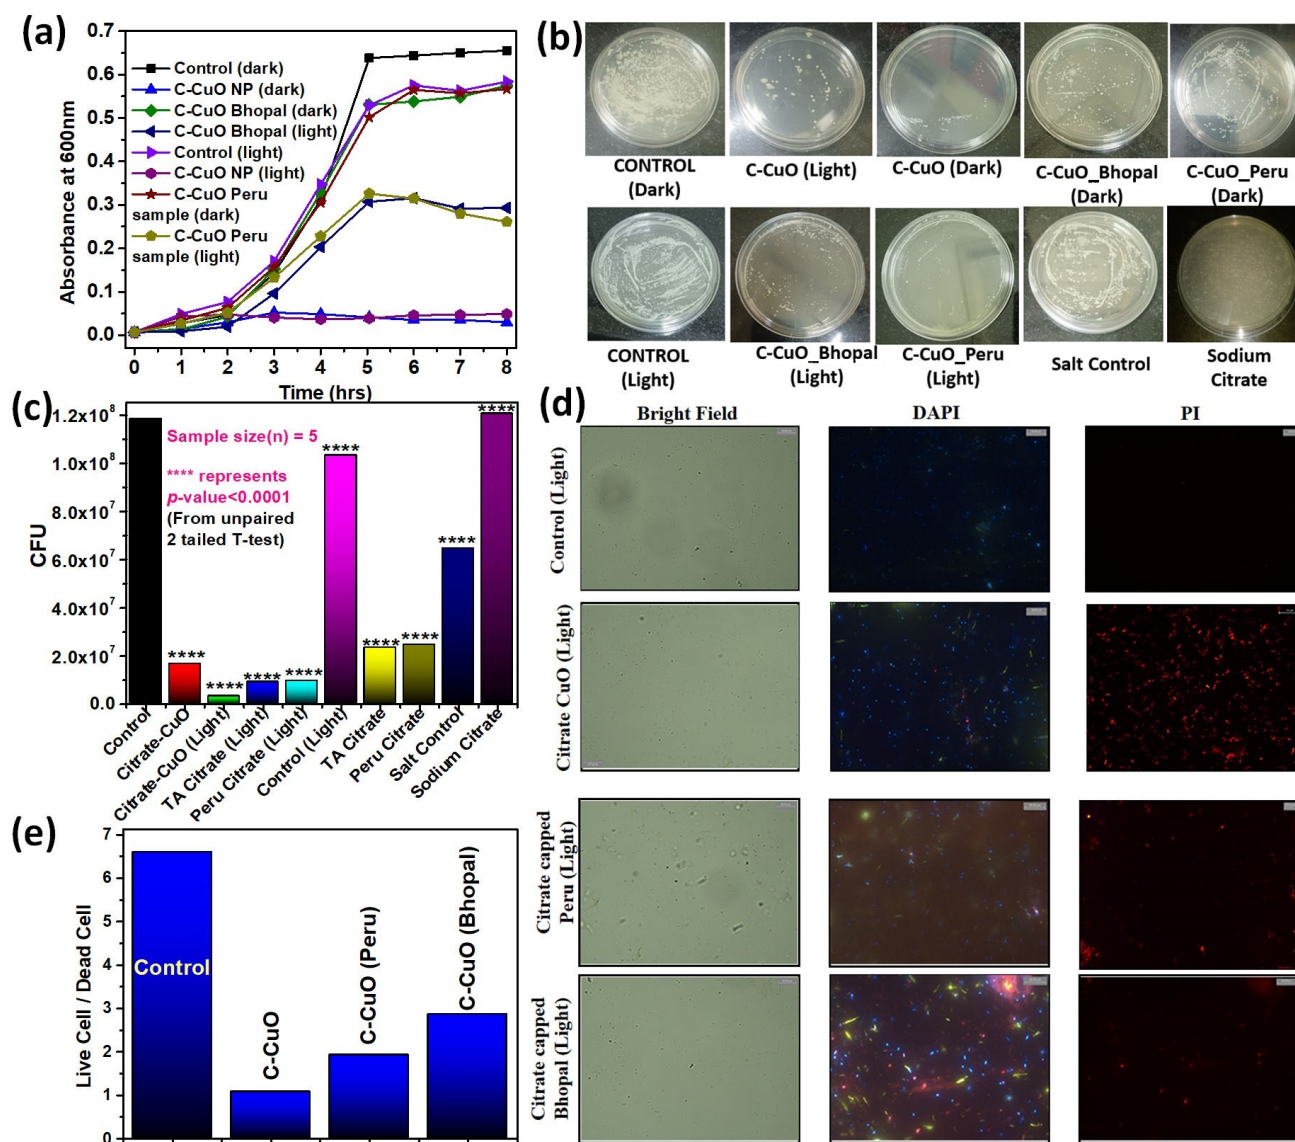 (a)
0.7
0.6
0.5
0.4
0.3
0.2
0.1
0.0
Absorbance at 600nm
Control (dark)
C-CuO NP (dark)
C-CuO Bhopal (dark)
C-CuO Bhopal (light)
Control (light)
C-CuO NP (light)
C-CuO Peru
sample (dark)
C-CuO Peru
sample (light)
0 1 2 3 4 5 6 7 8
Time (hrs)
(b)
CONTROL
(Dark)
C-CuO (Light)
C-CuO (Dark)
C-CuO_Bhopal
(Dark)
C-CuO_Peru
(Dark)
CONTROL
(Light)
C-CuO_Bhopal
(Light)
C-CuO_Peru
(Light)
Salt Control
Sodium
Citrate
(c)
1.2x10⁸
1.0x10⁸
8.0x10⁷
6.0x10⁷
4.0x10⁷
2.0x10⁷
0.0
CFU
Sample size(n) = 5
**** represents
p-value<0.0001
(From unpaired
2 tailed T-test)
****
****
****
****
****
****
****
****
****
Control
Citrate-CuO
Citrate-CuO (Light)
TA Citrate (Light)
Peru Citrate (Light)
Control (Light)
TA Citrate
Peru Citrate
Salt Control
Sodium Citrate
(d)
Bright Field
DAPI
PI
Control (Light)
Citrate CuO (Light)
Citrate capped
Peru (Light)
Citrate capped
Bhopal (Light)
(e)
7
6
5
4
3
2
1
0
Live Cell / Dead Cell
Control
C-CuO
C-CuO (Peru)
C-CuO (Bhopal)